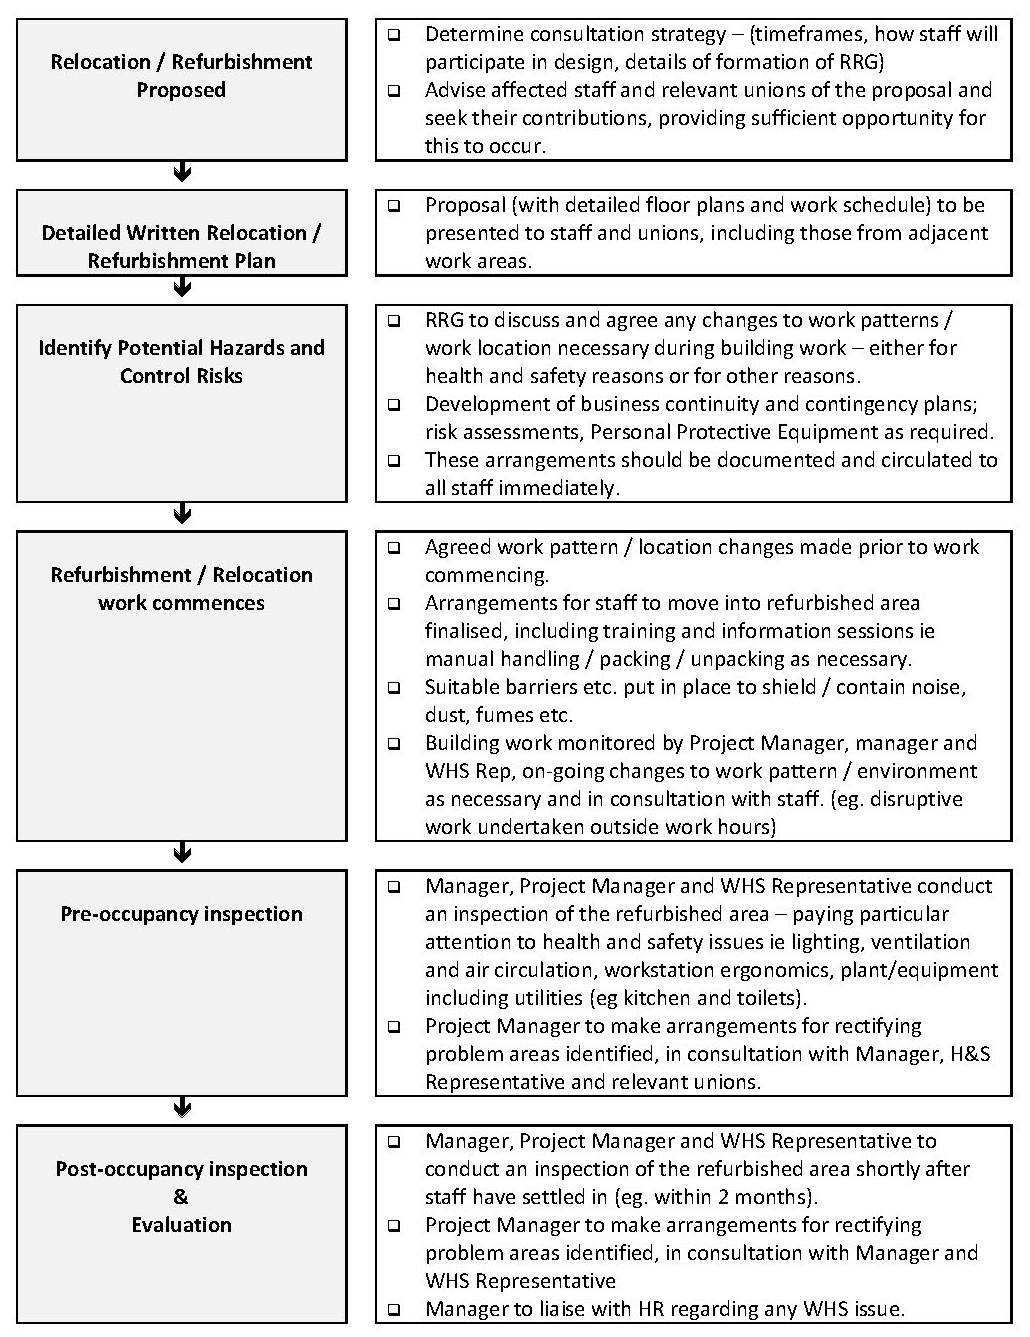 Relocation / Refurbishment
Proposed
❑ Determine consultation strategy – (timeframes, how staff will
participate in design, details of formation of RRG)
❑ Advise affected staff and relevant unions of the proposal and
seek their contributions, providing sufficient opportunity for
this to occur.
Detailed Written Relocation /
Refurbishment Plan
❑ Proposal (with detailed floor plans and work schedule) to be
presented to staff and unions, including those from adjacent
work areas.
Identify Potential Hazards and
Control Risks
❑ RRG to discuss and agree any changes to work patterns /
work location necessary during building work – either for
health and safety reasons or for other reasons.
❑ Development of business continuity and contingency plans;
risk assessments, Personal Protective Equipment as required.
❑ These arrangements should be documented and circulated to
all staff immediately.
Refurbishment / Relocation
work commences
❑ Agreed work pattern / location changes made prior to work
commencing.
❑ Arrangements for staff to move into refurbished area
finalised, including training and information sessions ie
manual handling / packing / unpacking as necessary.
❑ Suitable barriers etc. put in place to shield / contain noise,
dust, fumes etc.
❑ Building work monitored by Project Manager, manager and
WHS Rep, on-going changes to work pattern / environment
as necessary and in consultation with staff. (eg. disruptive
work undertaken outside work hours)
Pre-occupancy inspection
❑ Manager, Project Manager and WHS Representative conduct
an inspection of the refurbished area – paying particular
attention to health and safety issues ie lighting, ventilation
and air circulation, workstation ergonomics, plant/equipment
including utilities (eg kitchen and toilets).
❑ Project Manager to make arrangements for rectifying
problem areas identified, in consultation with Manager, H&S
Representative and relevant unions.
Post-occupancy inspection
&
Evaluation
❑ Manager, Project Manager and WHS Representative to
conduct an inspection of the refurbished area shortly after
staff have settled in (eg. within 2 months).
❑ Project Manager to make arrangements for rectifying
problem areas identified, in consultation with Manager and
WHS Representative
❑ Manager to liaise with HR regarding any WHS issue.